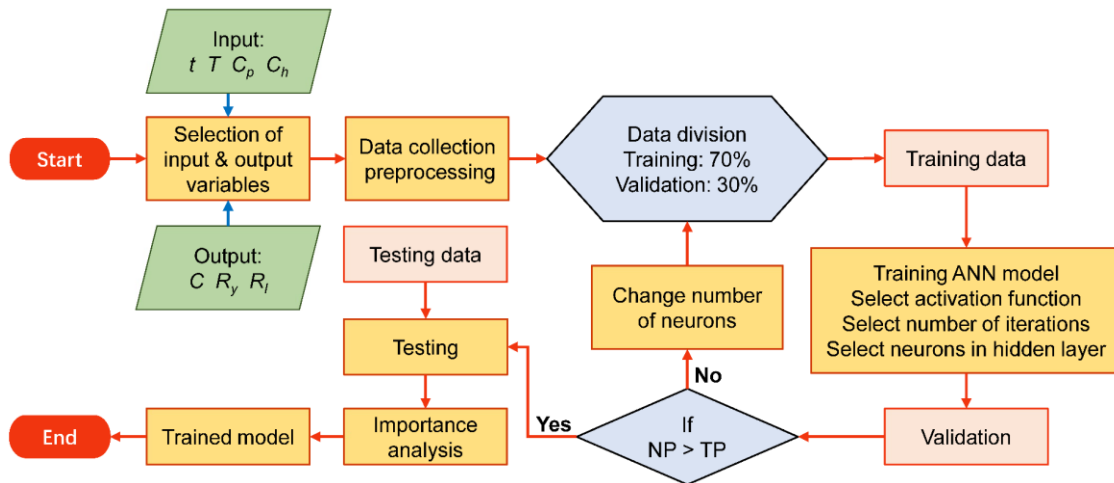 Input:
t T Cp Ch
Start
Selection of
input & output
variables
Data collection
preprocessing
Data division
Training: 70%
Validation: 30%
Training data
Output:
C Ry Rl
Testing data
Change number
of neurons
Training ANN model
Select activation function
Select number of iterations
Select neurons in hidden layer
Testing
No
Yes
If
NP > TP
Validation
Importance
analysis
Trained model
End